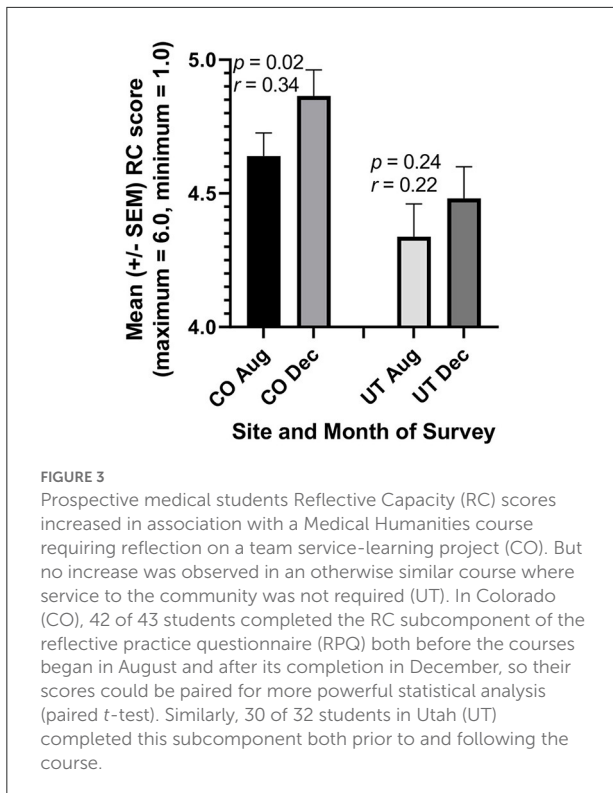 5.0
p = 0.02
r = 0.34
4.5
p = 0.24
r = 0.22
4.0
Mean (+/- SEM) RC score
(maximum = 6.0, minimum = 1.0)
CO Aug
CO Dec
UT Aug
UT Dec
Site and Month of Survey
FIGURE 3
Prospective medical students Reflective Capacity (RC) scores
increased in association with a Medical Humanities course
requiring reflection on a team service-learning project (CO). But
no increase was observed in an otherwise similar course where
service to the community was not required (UT). In Colorado
(CO), 42 of 43 students completed the RC subcomponent of the
reflective practice questionnaire (RPQ) both before the courses
began in August and after its completion in December, so their
scores could be paired for more powerful statistical analysis
(paired t-test). Similarly, 30 of 32 students in Utah (UT)
completed this subcomponent both prior to and following the
course.